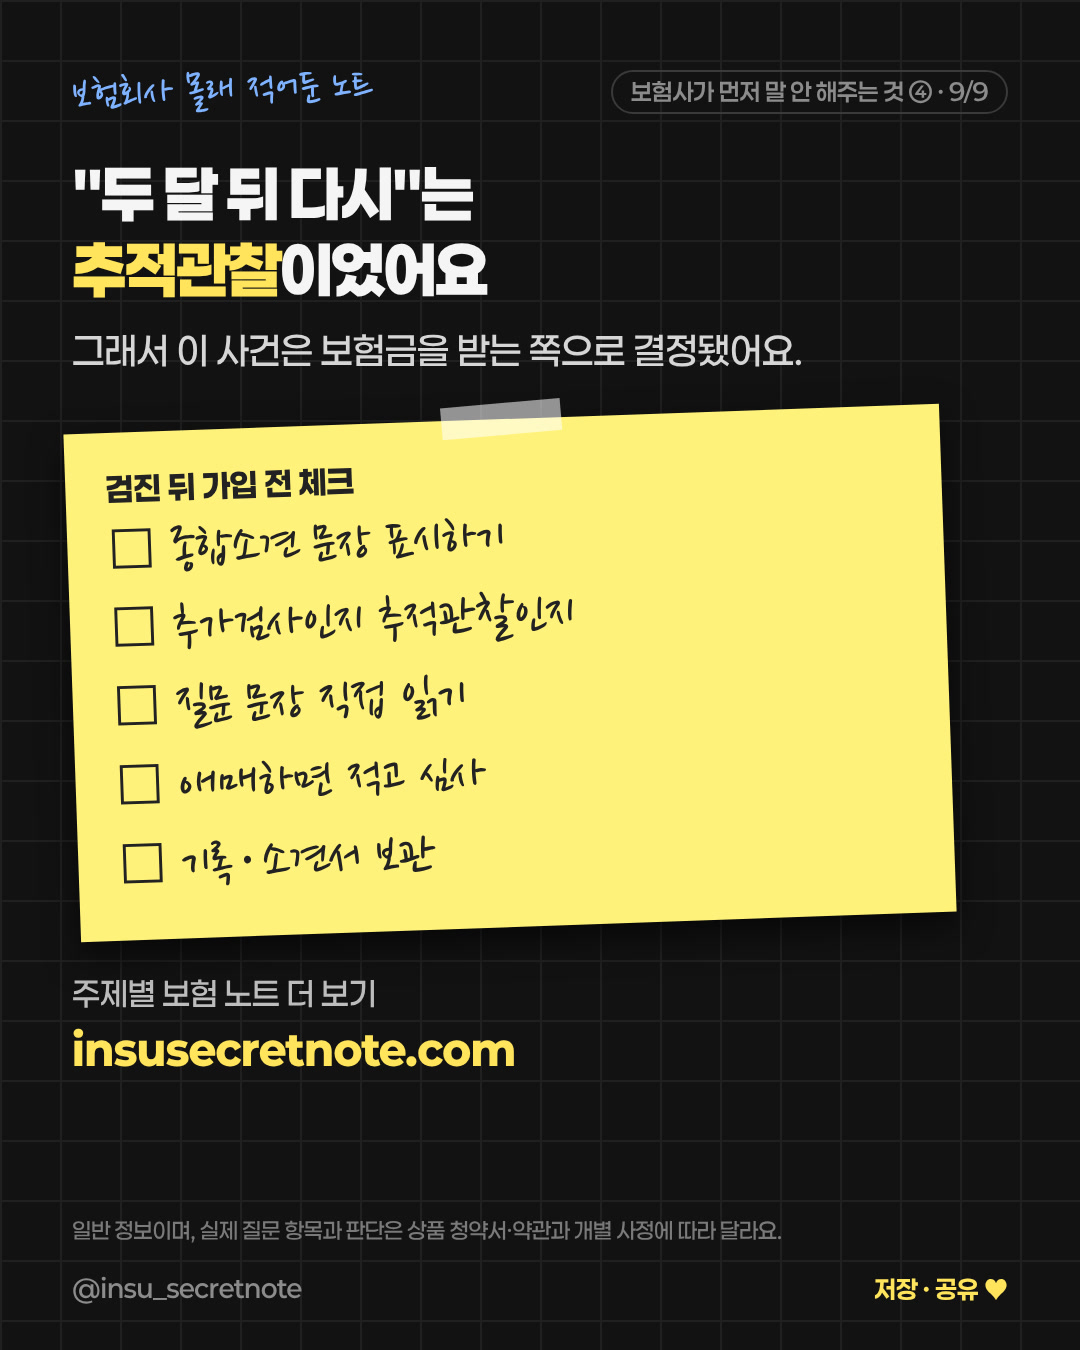 보험회사 몰래 적어둔 노트
보험사가 먼저 말 안 해주는 것 ④ · 9/9
"두 달 뒤 다시"는
추적관찰이었어요
그래서 이 사건은 보험금을 받는 쪽으로 결정됐어요.
검진 뒤 가입 전 체크
종합소견 문장 표시하기
추가검사인지 추적관찰인지
질문 문장 직접 읽기
애매하면 적고 심사
기록·소견서 보관
주제별 보험 노트 더 보기
insusecretnote.com
일반 정보이며, 실제 질문 항목과 판단은 상품 청약서·약관과 개별 사정에 따라 달라요.
@insu_secretnote
저장 · 공유 ♥